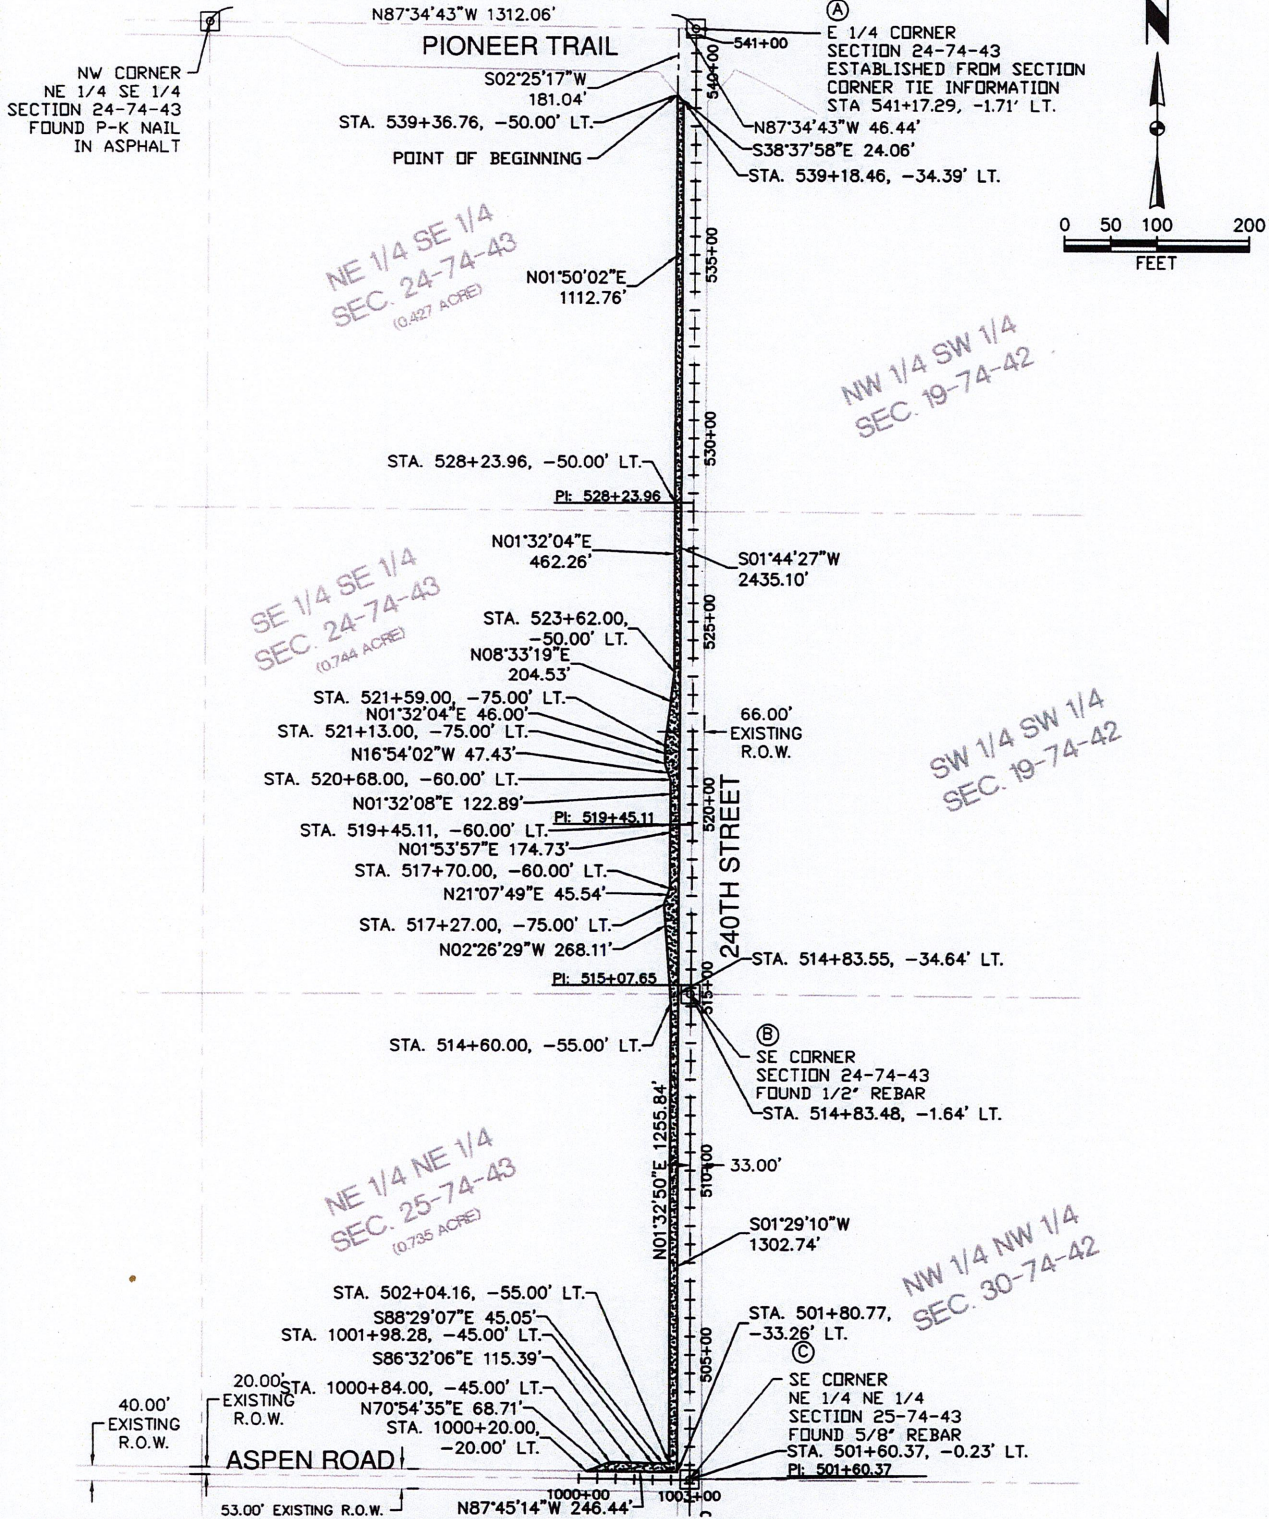 N87°34'43"W 1312.06'
PIONEER TRAIL
NW CORNER
NE 1/4 SE 1/4
SECTION 24-74-43
FOUND P-K NAIL
IN ASPHALT
S02°25'17"W
181.04'
STA. 539+36.76, -50.00' LT.
POINT OF BEGINNING
541+00
540+00
A
E 1/4 CORNER
SECTION 24-74-43
ESTABLISHED FROM SECTION
CORNER TIE INFORMATION
STA 541+17.29, -1.71' LT.
N87°34'43"W 46.44'
S38°37'58"E 24.06'
STA. 539+18.46, -34.39' LT.
N
0 50 100 200
FEET
NE 1/4 SE 1/4
SEC. 24-74-43
(0.427 ACRE)
N01°50'02"E
1112.76'
535+00
NW 1/4 SW 1/4
SEC. 19-74-42
530+00
STA. 528+23.96, -50.00' LT.
PI: 528+23.96
N01°32'04"E
462.26'
S01°44'27"W
2435.10'
SE 1/4 SE 1/4
SEC. 24-74-43
(0.744 ACRE)
525+00
STA. 523+62.00,
-50.00' LT.
N08°33'19"E
204.53'
STA. 521+59.00, -75.00' LT.
N01°32'04"E 46.00'
STA. 521+13.00, -75.00' LT.
N16°54'02"W 47.43'
STA. 520+68.00, -60.00' LT.
N01°32'08"E 122.89'
PI: 519+45.11
STA. 519+45.11, -60.00' LT.
N01°53'57"E 174.73'
STA. 517+70.00, -60.00' LT.
N21°07'49"E 45.54'
STA. 517+27.00, -75.00' LT.
N02°26'29"W 268.11'
PI: 515+07.65
66.00'
EXISTING
R.O.W.
520+00
240TH STREET
SW 1/4 SW 1/4
SEC. 19-74-42
STA. 514+83.55, -34.64' LT.
515+00
STA. 514+60.00, -55.00' LT.
B
SE CORNER
SECTION 24-74-43
FOUND 1/2" REBAR
STA. 514+83.48, -1.64' LT.
N01°32'50"E 1255.84'
510+00
33.00'
NE 1/4 NE 1/4
SEC. 25-74-43
(0.735 ACRE)
S01°29'10"W
1302.74'
NW 1/4 NW 1/4
SEC. 30-74-42
STA. 502+04.16, -55.00' LT.
S88°29'07"E 45.05'
STA. 1001+98.28, -45.00' LT.
S86°32'06"E 115.39'
STA. 1000+84.00, -45.00' LT.
N70°54'35"E 68.71'
STA. 1000+20.00,
-20.00' LT.
505+00
STA. 501+80.77,
-33.26' LT.
C
SE CORNER
NE 1/4 NE 1/4
SECTION 25-74-43
FOUND 5/8" REBAR
STA. 501+60.37, -0.23' LT.
PI: 501+60.37
40.00'
EXISTING
R.O.W.
20.00'
EXISTING
R.O.W.
ASPEN ROAD
53.00' EXISTING R.O.W.
1000+00
1003+00
N87°45'14"W 246.44'